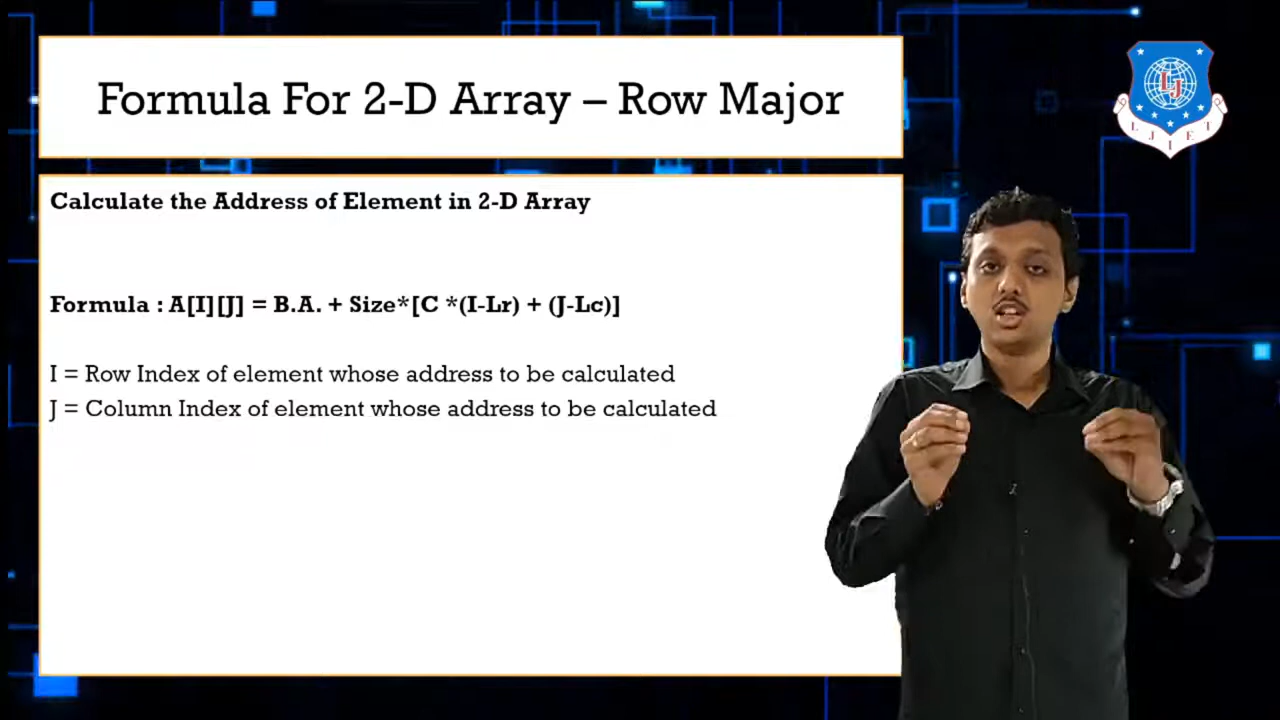 Formula For 2-D Array – Row Major
Calculate the Address of Element in 2-D Array
Formula : A[I][J] = B.A. + Size*[C *(I-Lr) + (J-Lc)]
I = Row Index of element whose address to be calculated
J = Column Index of element whose address to be calculated
LJ
L J I E T